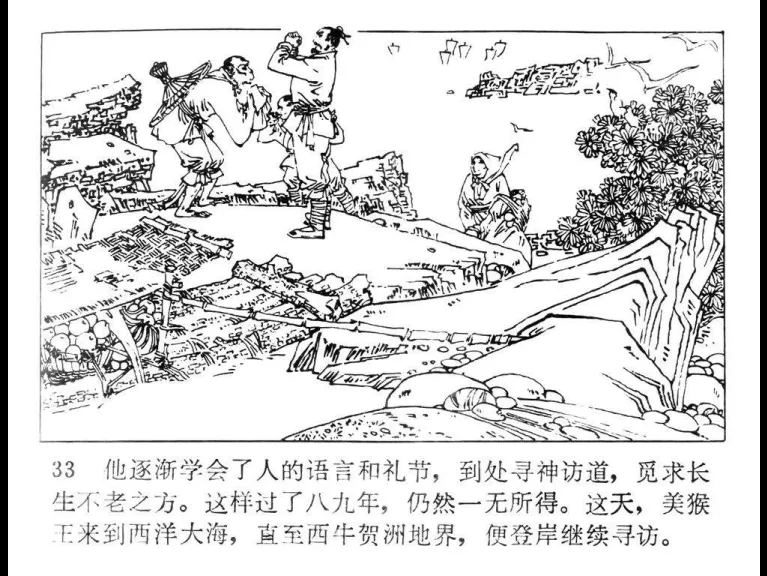 33 他逐渐学会了人的语言和礼节，到处寻神访道，觅求长
生不老之方。这样过了八九年，仍然一无所得。这天，美猴
王来到西洋大海，直至西牛贺洲地界，便登岸继续寻访。